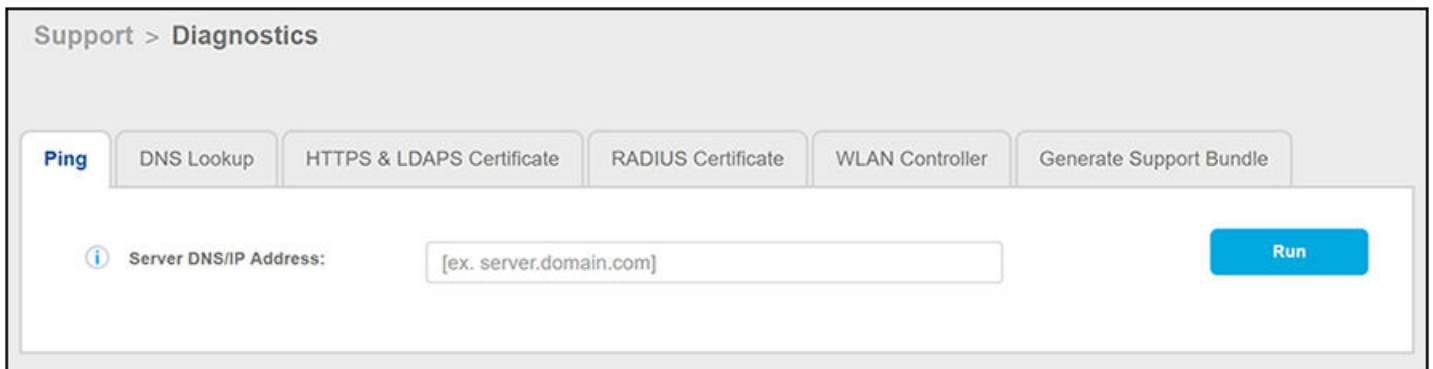 Support > Diagnostics
Ping DNS Lookup HTTPS & LDAPS Certificate RADIUS Certificate WLAN Controller Generate Support Bundle
i Server DNS/IP Address: [ex. server.domain.com] Run